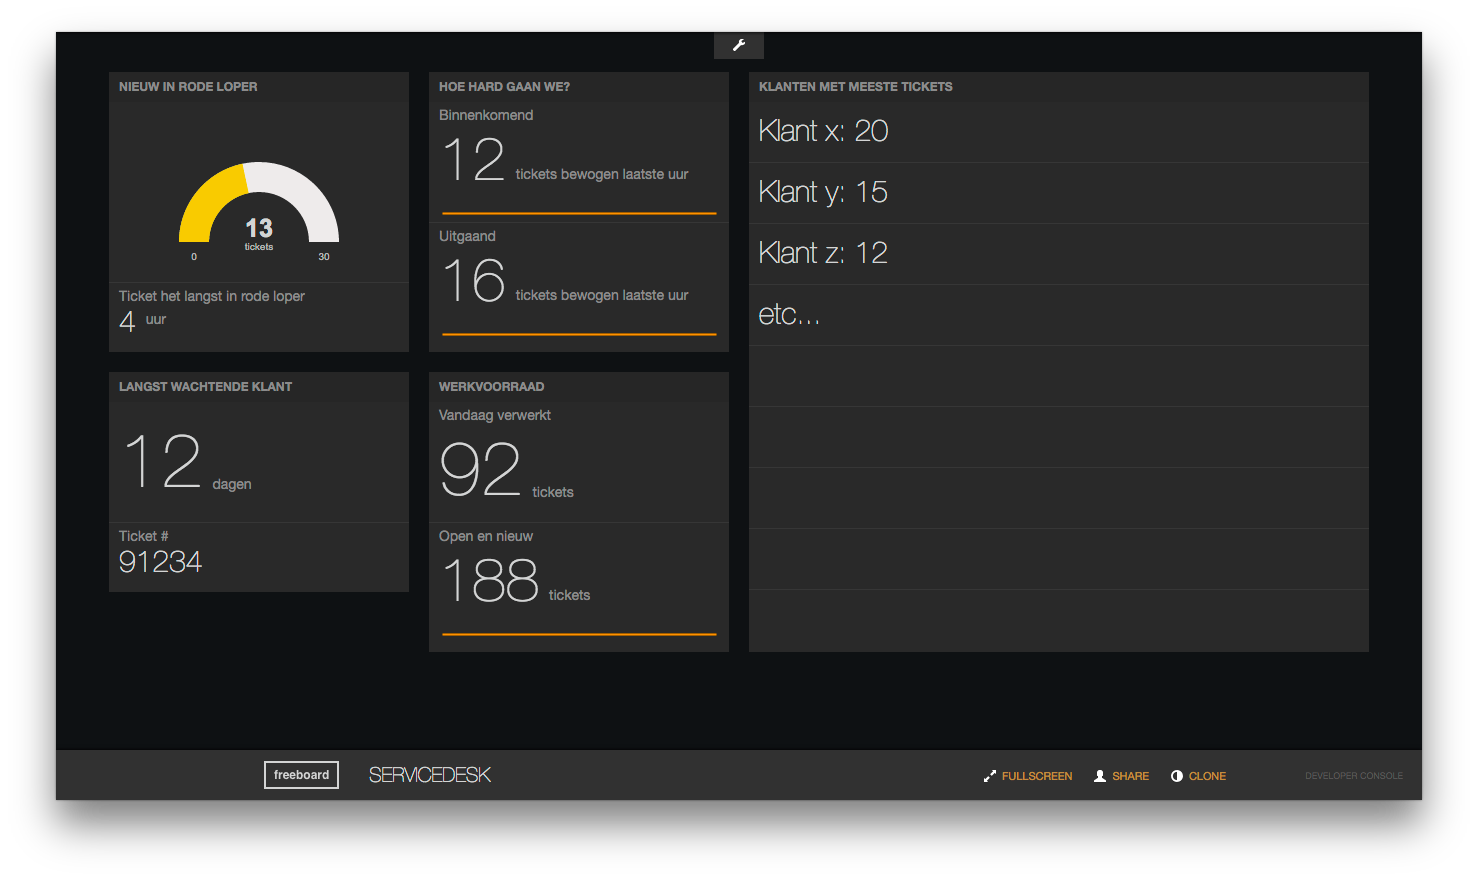 NIEUW IN RODE LOPER
13
tickets
0
30
Ticket het langst in rode loper
4 uur
HOE HARD GAAN WE?
Binnenkomend
12 tickets bewogen laatste uur
Uitgaand
16 tickets bewogen laatste uur
KLANTEN MET MEESTE TICKETS
Klant x: 20
Klant y: 15
Klant z: 12
etc...
LANGST WACHTENDE KLANT
12 dagen
Ticket #
91234
WERKVOORRAAD
Vandaag verwerkt
92 tickets
Open en nieuw
188 tickets
freeboard
SERVICEDESK
FULLSCREEN
SHARE
CLONE
DEVELOPER CONSOLE